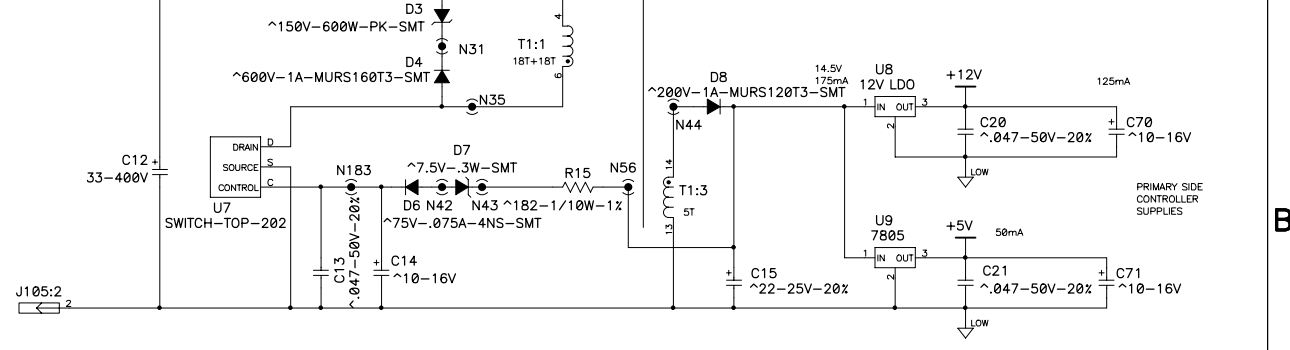 D3
^150V-600W-PK-SMT
N31
D4
^600V-1A-MURS160T3-SMT
N35
4
T1:1
18T+18T
6
DRAIN D
SOURCE S
CONTROL C
U7
SWITCH-TOP-202
C12 +
33-400V
N183
D7
^7.5V-.3W-SMT
D6 N42 N43
^75V-.075A-4NS-SMT
R15
^182-1/10W-1%
N56
C13
^.047-50V-20%
+
C14
^10-16V
J105:2
2
D8
^200V-1A-MURS120T3-SMT
N44
14
T1:3
5T
13
14.5V
175mA
U8
12V LDO
1 IN OUT 3
2
+12V
125mA
C20
^.047-50V-20%
+ C70
^10-16V
LOW
PRIMARY SIDE
CONTROLLER
SUPPLIES
B
U9
7805
1 IN OUT 3
2
+5V
50mA
+ C15
^22-25V-20%
C21
^.047-50V-20%
+ C71
^10-16V
LOW